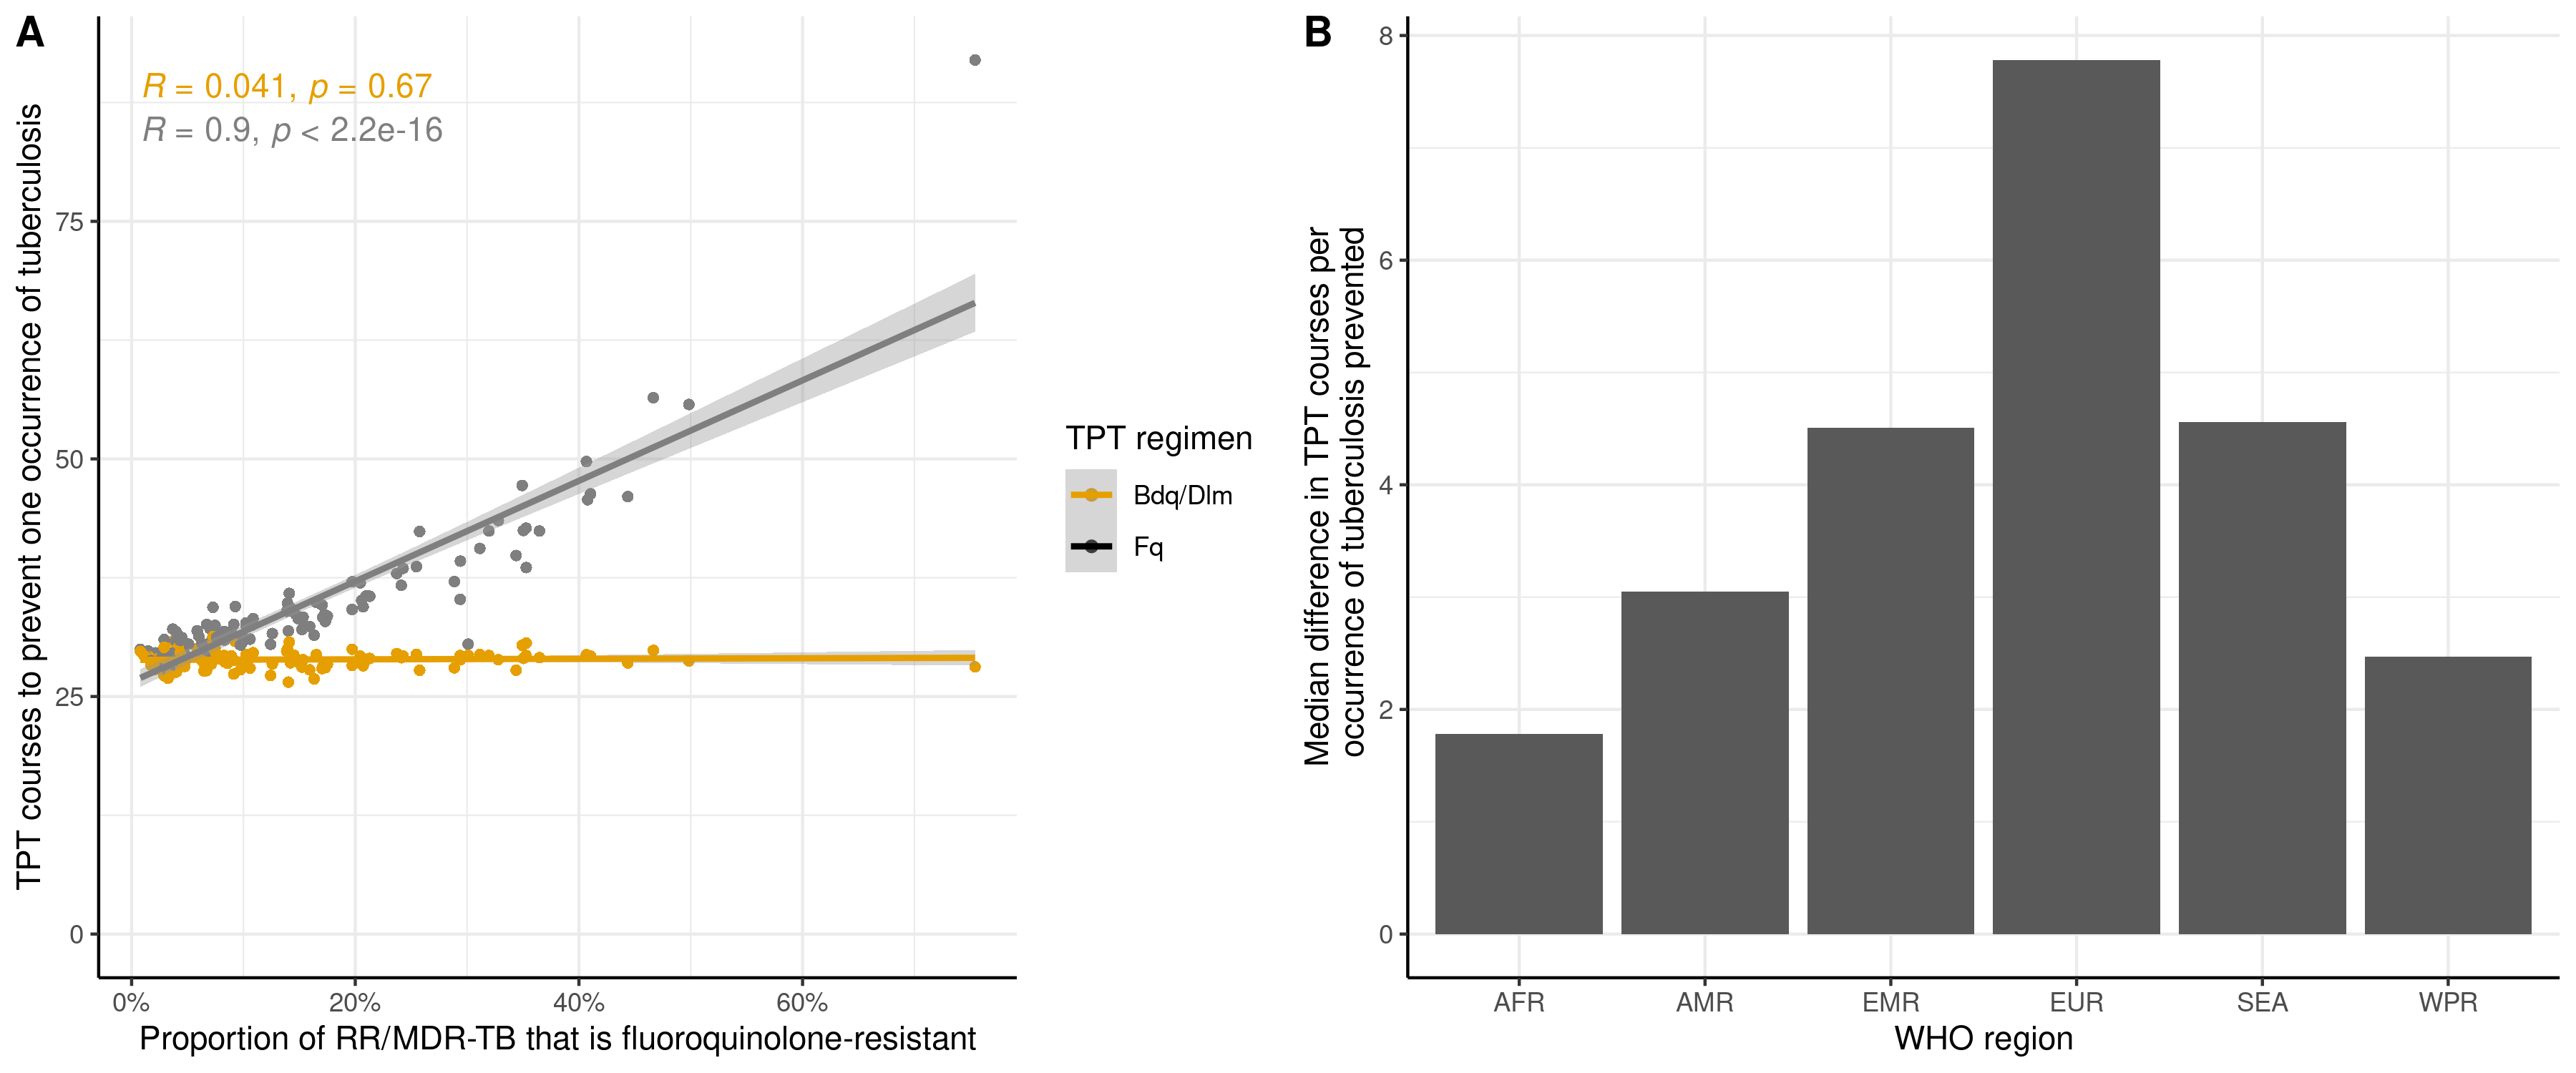 A
R = 0.041, p = 0.67
R = 0.9, p < 2.2e-16
TPT courses to prevent one occurrence of tuberculosis
75
50
25
0
0% 20% 40% 60%
Proportion of RR/MDR-TB that is fluoroquinolone-resistant
TPT regimen
Bdq/Dlm
Fq
B
Median difference in TPT courses per
occurrence of tuberculosis prevented
8
6
4
2
0
AFR AMR EMR EUR SEA WPR
WHO region